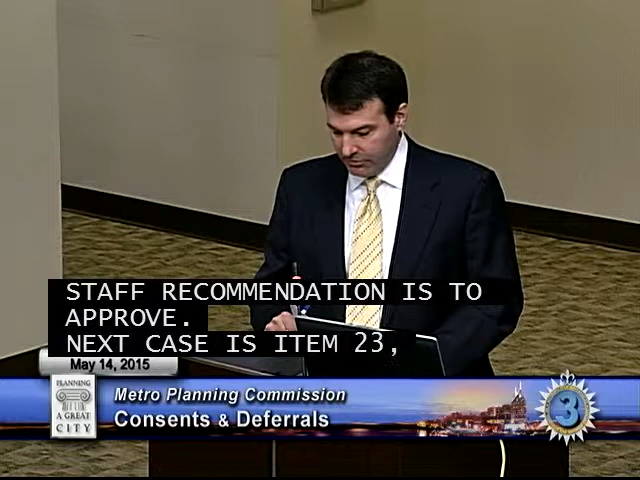 STAFF RECOMMENDATION IS TO
APPROVE.
NEXT CASE IS ITEM 23,
May 14, 2015
PLANNING
A GREAT
CITY
Metro Planning Commission
Consents & Deferrals
3